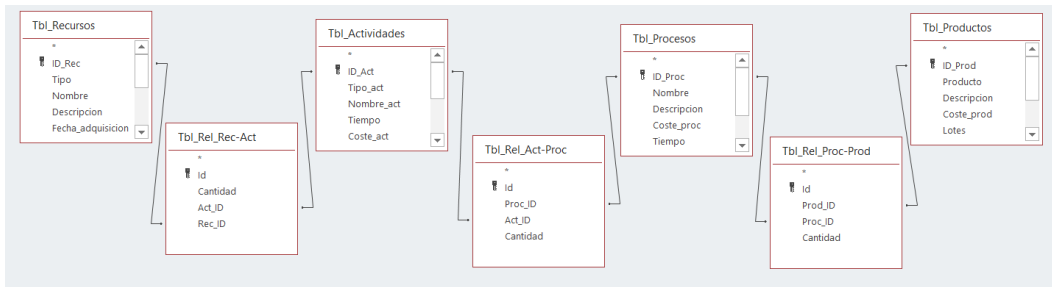 Tbl_Recursos
*
ID_Rec
Tipo
Nombre
Descripcion
Fecha_adquisicion
Tbl_Rel_Rec-Act
*
Id
Cantidad
Act_ID
Rec_ID
Tbl_Actividades
*
ID_Act
Tipo_act
Nombre_act
Tiempo
Coste_act
Tbl_Rel_Act-Proc
*
Id
Proc_ID
Act_ID
Cantidad
Tbl_Procesos
*
ID_Proc
Nombre
Descripcion
Coste_proc
Tiempo
Tbl_Rel_Proc-Prod
*
Id
Prod_ID
Proc_ID
Cantidad
Tbl_Productos
*
ID_Prod
Producto
Descripcion
Coste_prod
Lotes